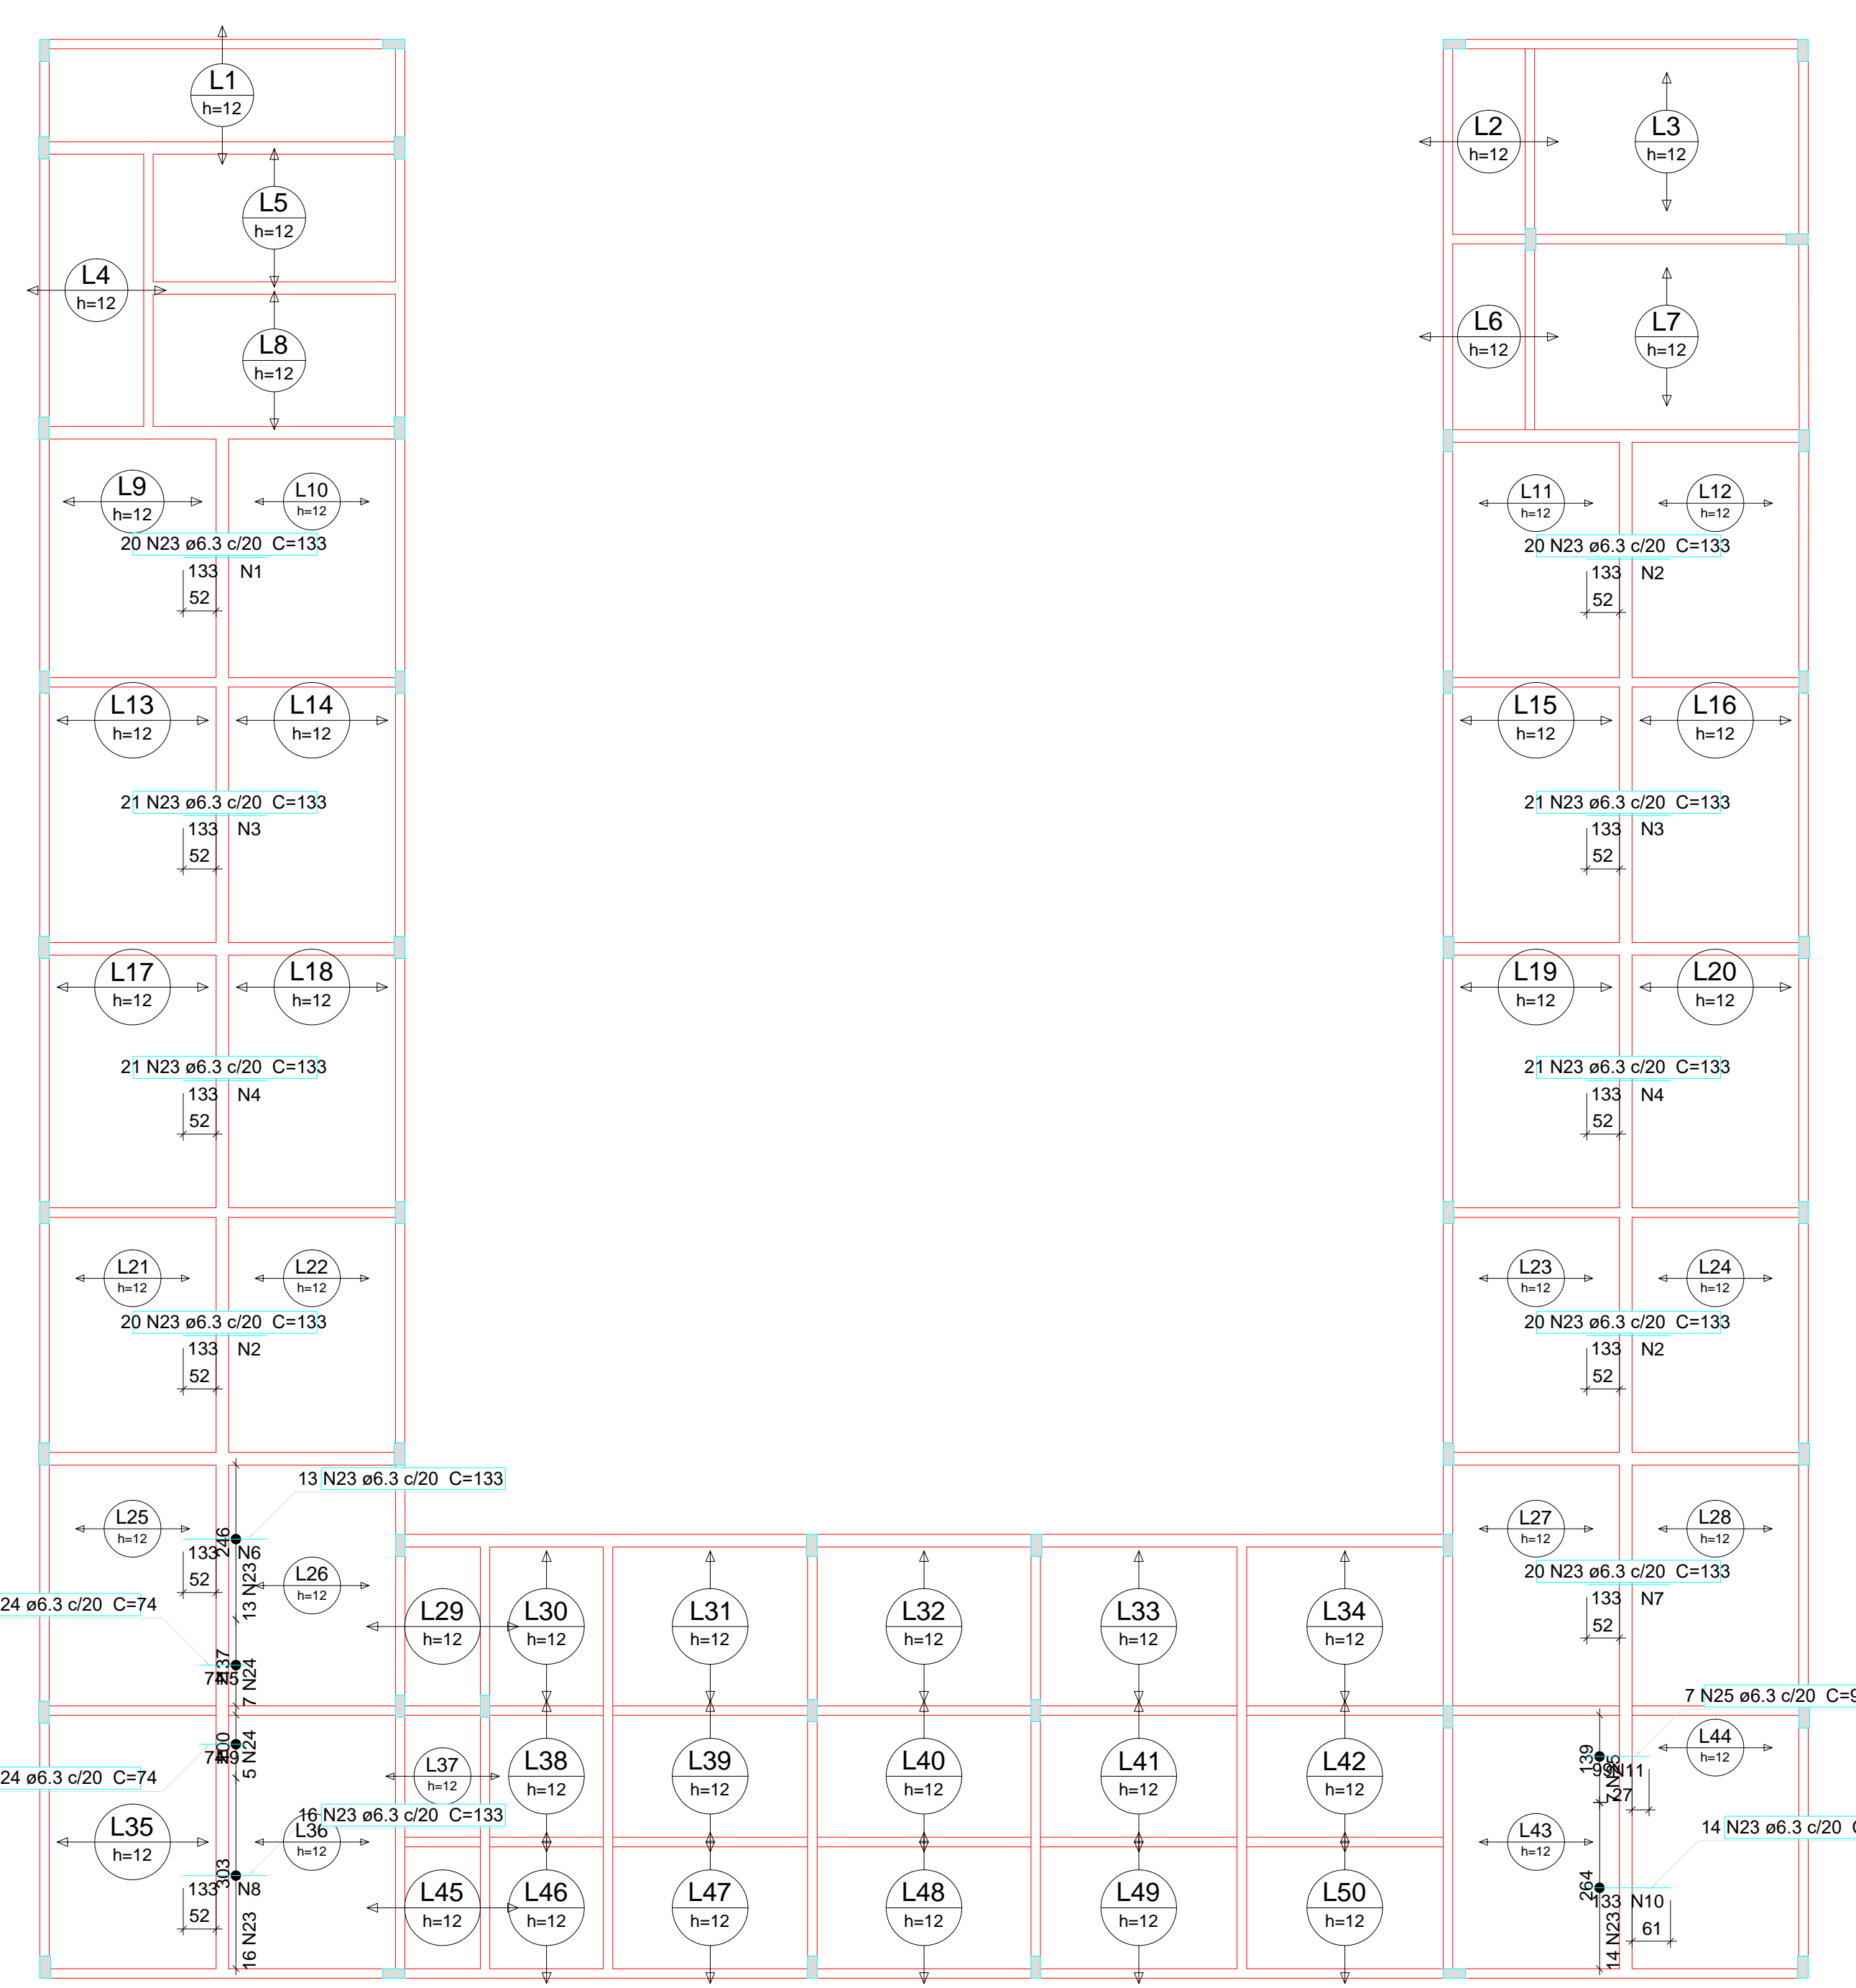 L1
h=12
L2
h=12
L3
h=12
L5
h=12
L4
h=12
L6
h=12
L7
h=12
L8
h=12
L9
h=12
L10
h=12
L11
h=12
L12
h=12
20 N23 ø6.3 c/20 C=133
133 N1
52
20 N23 ø6.3 c/20 C=133
133 N2
52
L13
h=12
L14
h=12
L15
h=12
L16
h=12
21 N23 ø6.3 c/20 C=133
133 N3
52
21 N23 ø6.3 c/20 C=133
133 N3
52
L17
h=12
L18
h=12
L19
h=12
L20
h=12
21 N23 ø6.3 c/20 C=133
133 N4
52
21 N23 ø6.3 c/20 C=133
133 N4
52
L21
h=12
L22
h=12
L23
h=12
L24
h=12
20 N23 ø6.3 c/20 C=133
133 N2
52
20 N23 ø6.3 c/20 C=133
133 N2
52
13 N23 ø6.3 c/20 C=133
L25
h=12
246
133 N6
52
13 N23
L26
h=12
L27
h=12
L28
h=12
20 N23 ø6.3 c/20 C=133
133 N7
52
24 ø6.3 c/20 C=74
137
74 N5
7 N24
L29
h=12
L30
h=12
L31
h=12
L32
h=12
L33
h=12
L34
h=12
7 N25 ø6.3 c/20 C=9
100
74 N9
5 N24
24 ø6.3 c/20 C=74
L37
h=12
L38
h=12
L39
h=12
L40
h=12
L41
h=12
L42
h=12
139
99 N11
7 N25
27
L44
h=12
16 N23 ø6.3 c/20 C=133
14 N23 ø6.3 c/20
L35
h=12
L36
h=12
L43
h=12
303
133 N8
52
16 N23
L45
h=12
L46
h=12
L47
h=12
L48
h=12
L49
h=12
L50
h=12
264
133 N10
61
14 N23